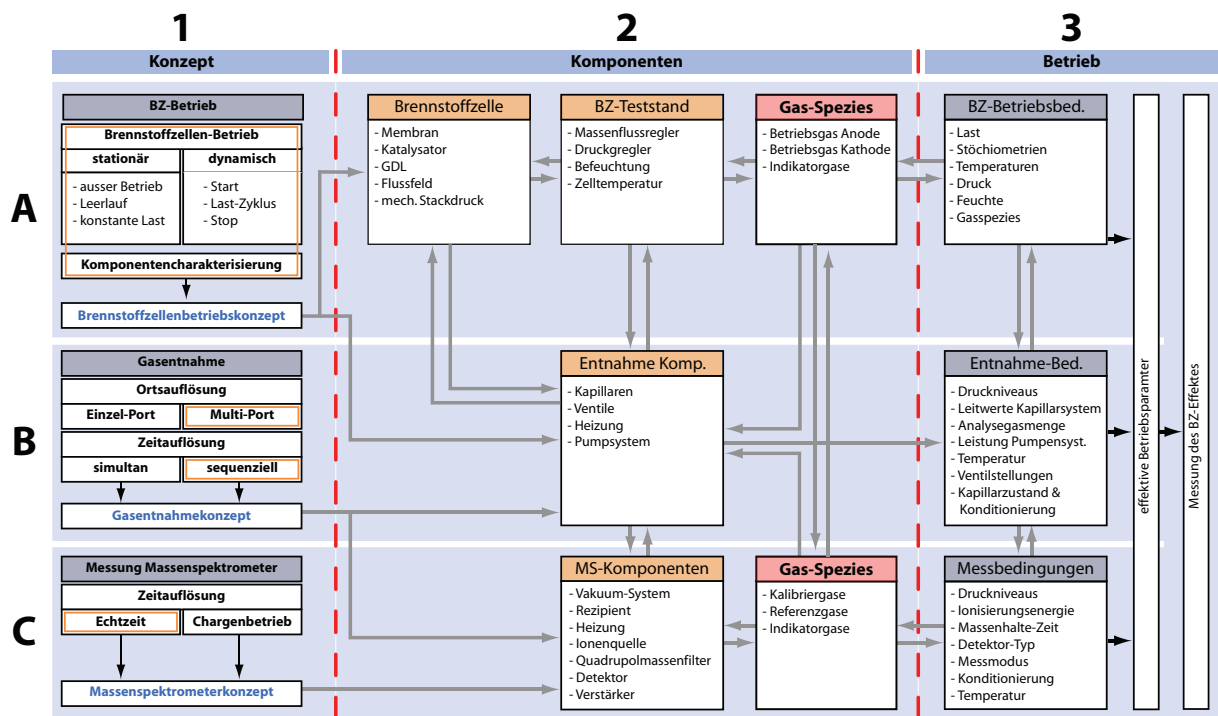 1
2
3
Konzept
Komponenten
Betrieb
A
BZ-Betrieb
Brennstoffzellen-Betrieb
stationär
dynamisch
- ausser Betrieb
- Leerlauf
- konstante Last
- Start
- Last-Zyklus
- Stop
Komponentencharakterisierung
Brennstoffzellenbetriebskonzept
Brennstoffzelle
- Membran
- Katalysator
- GDL
- Flussfeld
- mech. Stackdruck
BZ-Teststand
- Massenflussregler
- Druckgregler
- Befeuchtung
- Zelltemperatur
Gas-Spezies
- Betriebsgas Anode
- Betriebsgas Kathode
- Indikatorgase
BZ-Betriebsbed.
- Last
- Stöchiometrien
- Temperaturen
- Druck
- Feuchte
- Gasspezies
B
Gasentnahme
Ortsauflösung
Einzel-Port
Multi-Port
Zeitauflösung
simultan
sequenziell
Gasentnahmekonzept
Entnahme Komp.
- Kapillaren
- Ventile
- Heizung
- Pumpsystem
Entnahme-Bed.
- Druckniveaus
- Leitwerte Kapillarsystem
- Analysegasmenge
- Leistung Pumpensyst.
- Temperatur
- Ventilstellungen
- Kapillarzustand &
Konditionierung
C
Messung Massenspektrometer
Zeitauflösung
Echtzeit
Chargenbetrieb
Massenspektrometerkonzept
MS-Komponenten
- Vakuum-System
- Rezipient
- Heizung
- Ionenquelle
- Quadrupolmassenfilter
- Detektor
- Verstärker
Gas-Spezies
- Kalibriergase
- Referenzgase
- Indikatorgase
Messbedingungen
- Druckniveaus
- Ionisierungsenergie
- Massenhalte-Zeit
- Detektor-Typ
- Messmodus
- Konditionierung
- Temperatur
effektive Betriebsparamter
Messung des BZ-Effektes